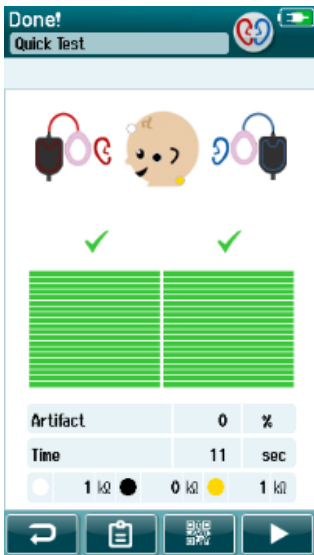 Done!
Quick Test
Artifact 0 %
Time 11 sec
1 kΩ 0 kΩ 1 kΩ